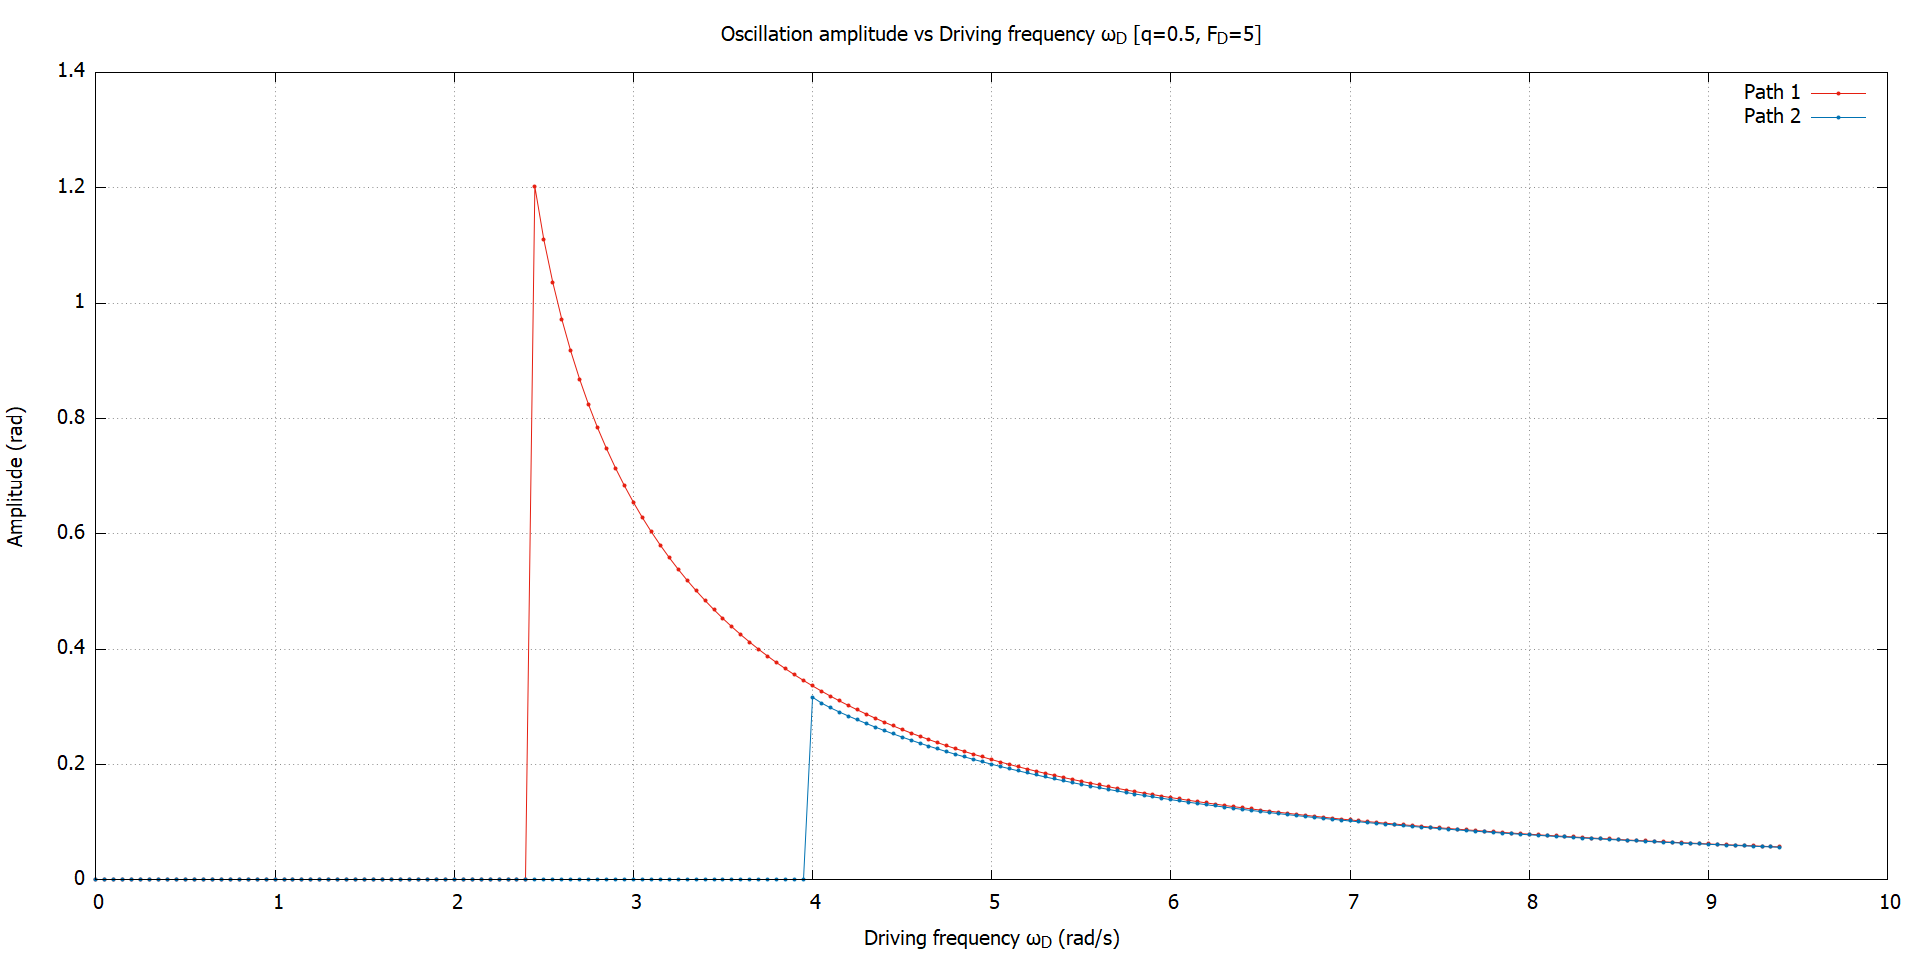 Oscillation amplitude vs Driving frequency ωD [q=0.5, FD=5]
1.4
1.2
1
0.8
0.6
0.4
0.2
0
0 1 2 3 4 5 6 7 8 9 10
Path 1
Path 2
Amplitude (rad)
Driving frequency ωD (rad/s)